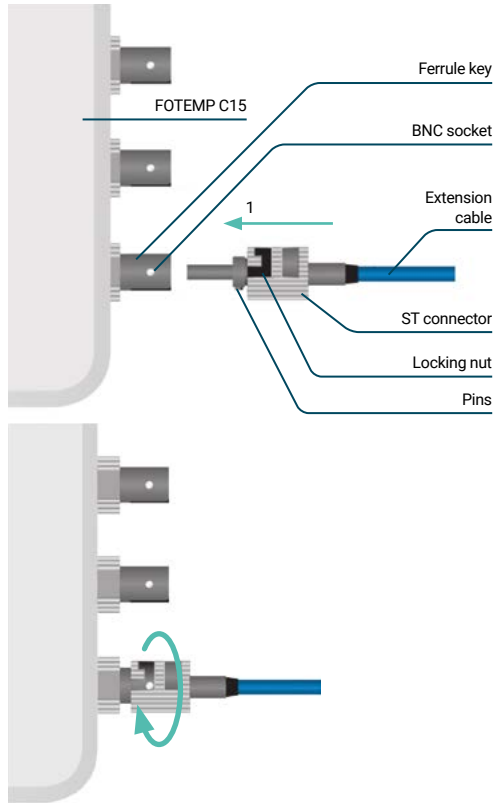 Ferrule key
FOTEMP C15
BNC socket
Extension
cable
1
ST connector
Locking nut
Pins